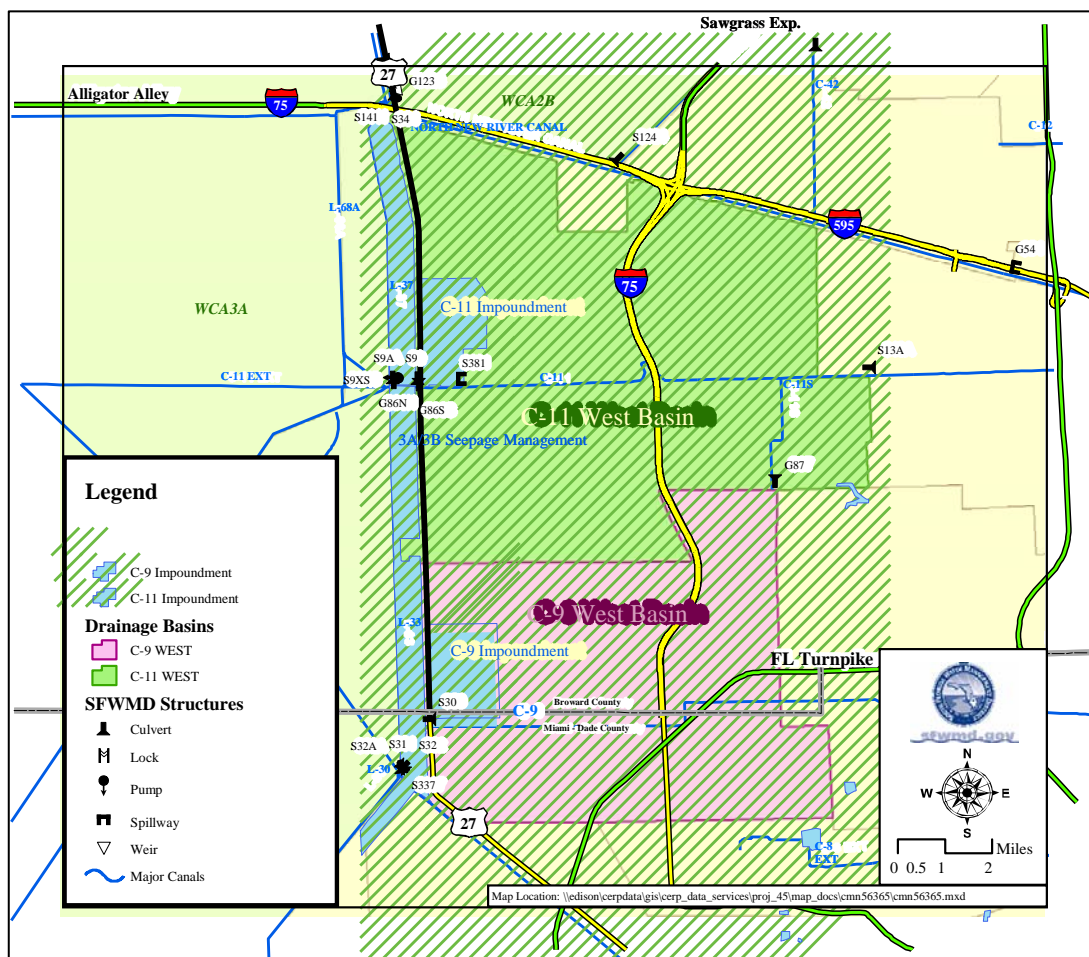 Sawgrass Exp.
27
G123
C-42
Alligator Alley
75
WCA2B
S141
S34
NORTH NEW RIVER CANAL
S124
C-12
L-68A
595
G54
75
L-37
C-11 Impoundment
WCA3A
S9A
S9
S381
S13A
C-11 EXT
S9XS
C-11
C-11S
G86N
G86S
C-11 West Basin
3A/3B Seepage Management
G87
Legend
C-9 Impoundment
C-11 Impoundment
Drainage Basins
C-9 WEST
C-11 WEST
SFWMD Structures
Culvert
Lock
Pump
Spillway
Weir
Major Canals
C-9 West Basin
L-33
C-9 Impoundment
FL Turnpike
S30
C-9
Broward County
Miami - Dade County
S32A
S31
S32
L-30
S337
27
C-8
EXT
sfwmd.gov
N
W
E
S
Miles
0 0.5 1 2
Map Location: \\edison\cerpdata\gis\cerp_data_services\proj_45\map_docs\cmn56365\cmn56365.mxd